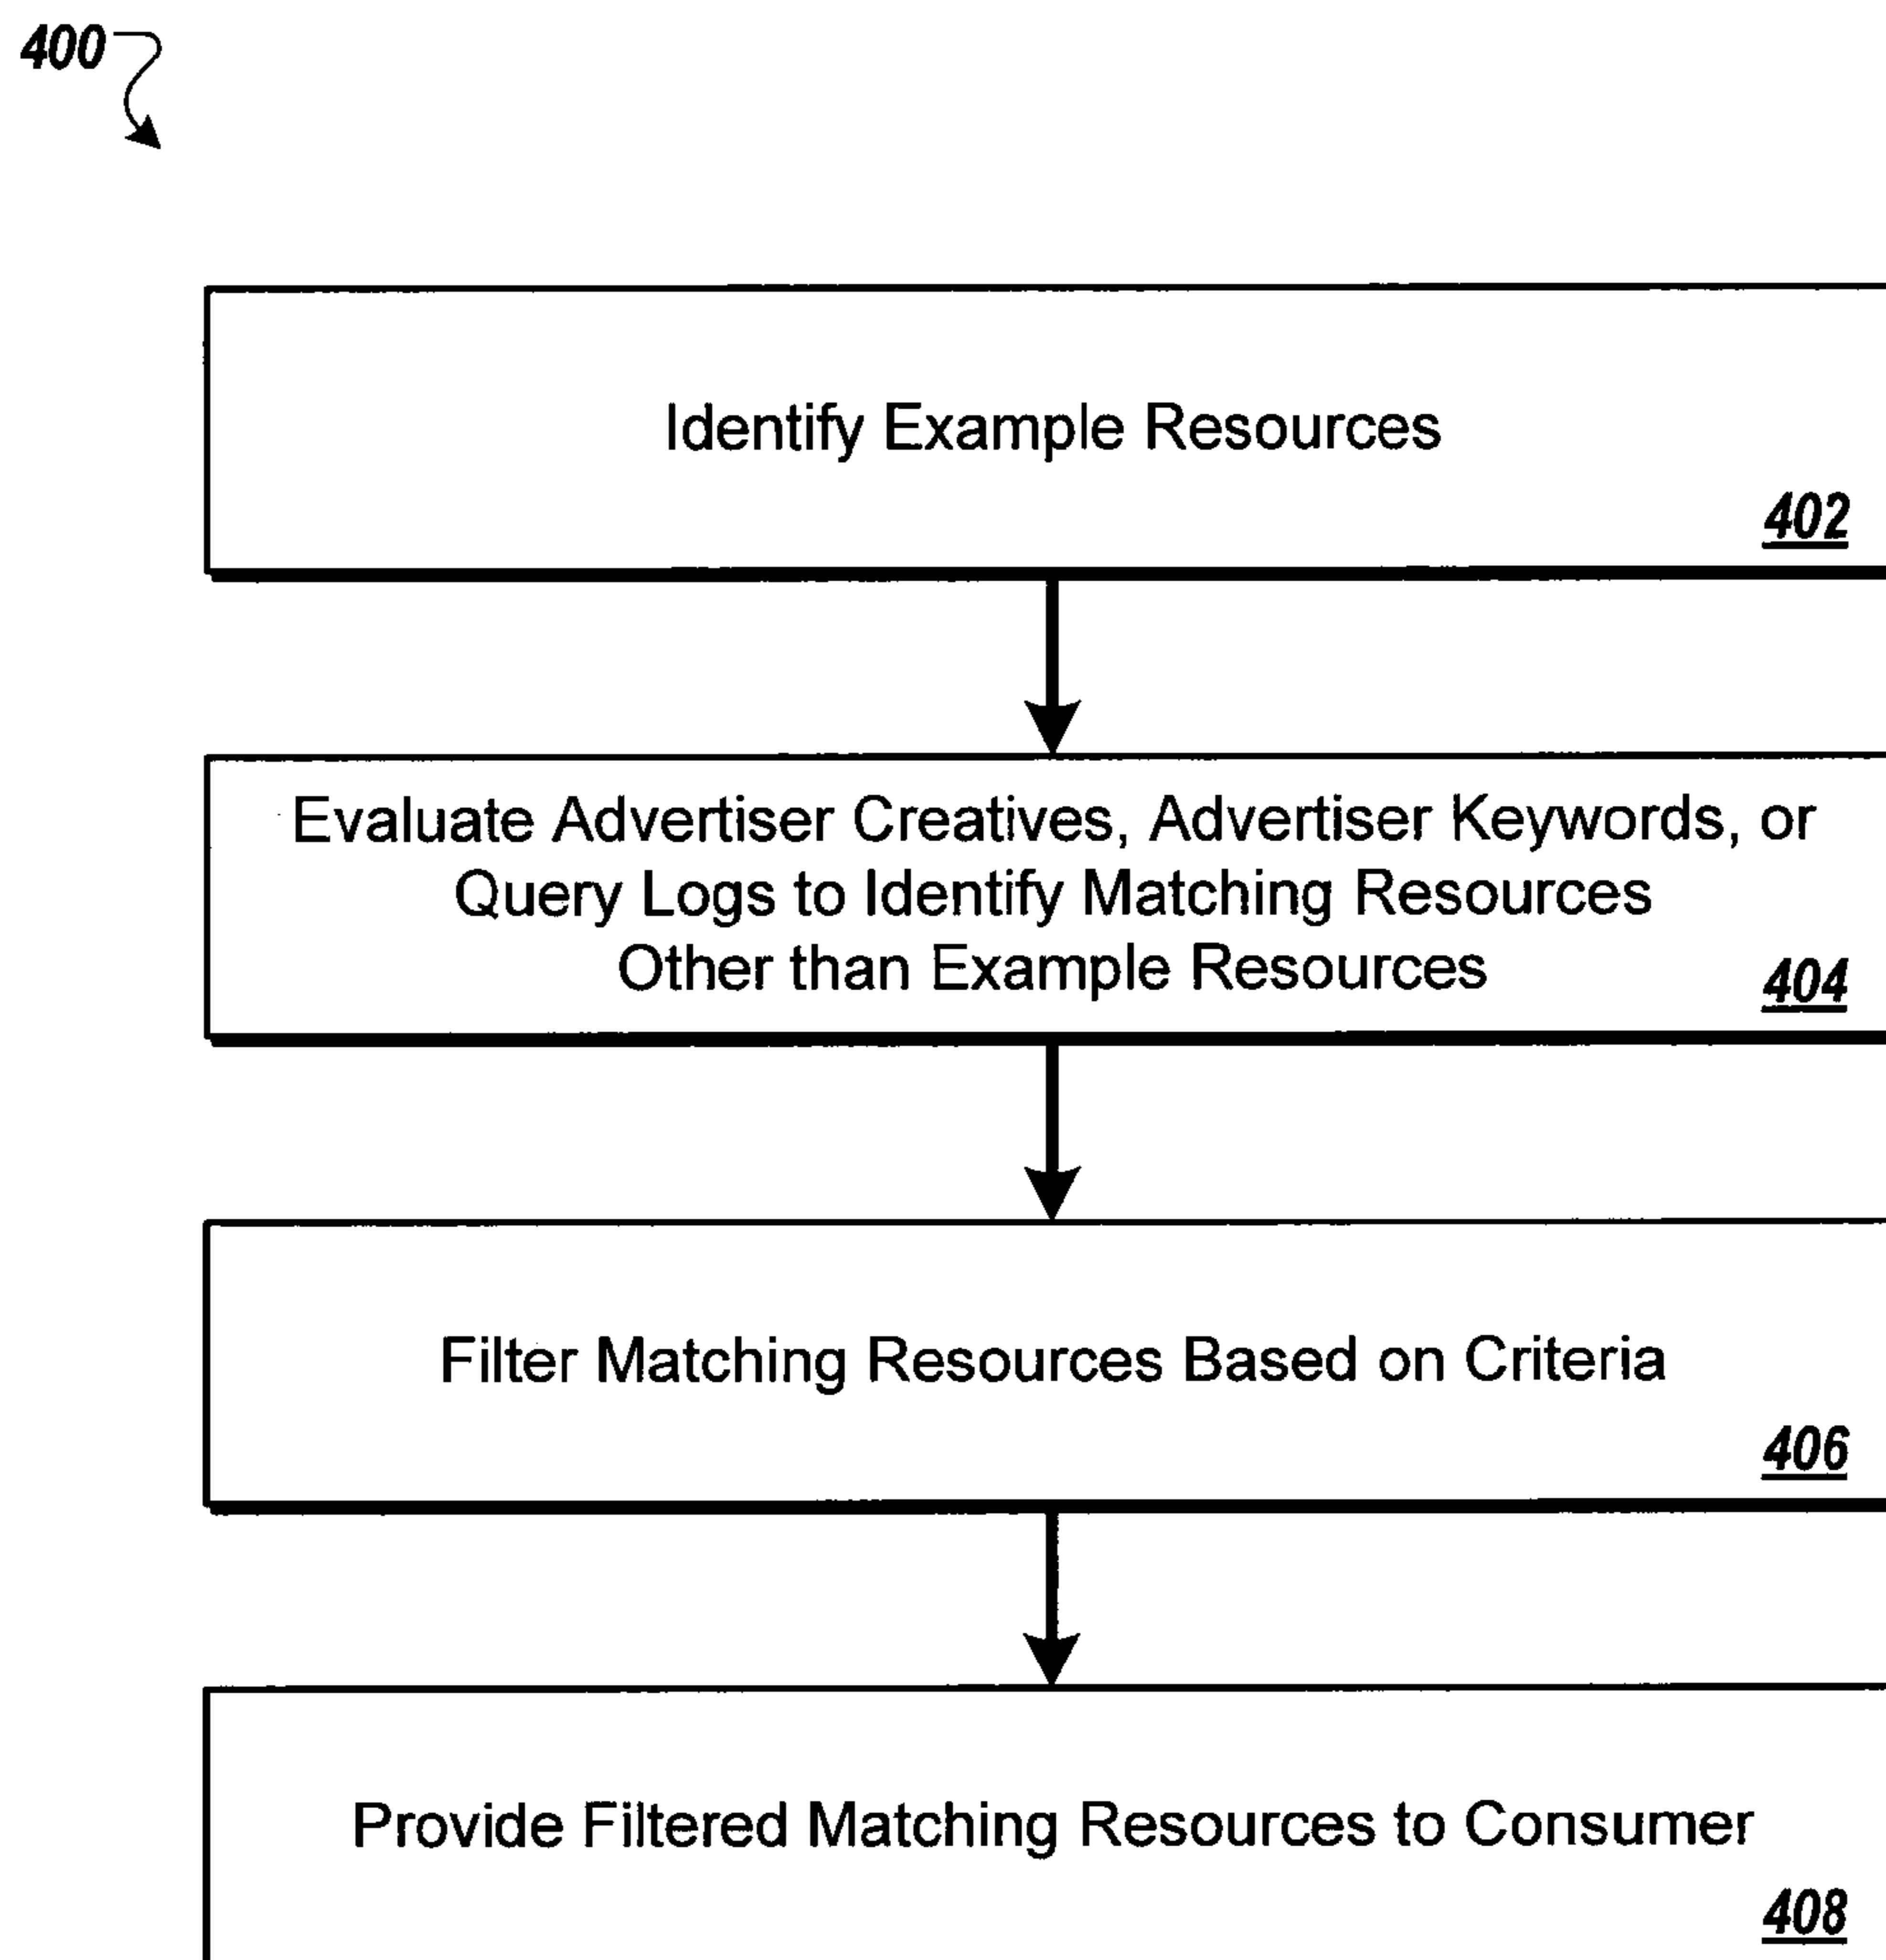 400
Identify Example Resources
402
Evaluate Advertiser Creatives, Advertiser Keywords, or
Query Logs to Identify Matching Resources
Other than Example Resources
404
Filter Matching Resources Based on Criteria
406
Provide Filtered Matching Resources to Consumer
408